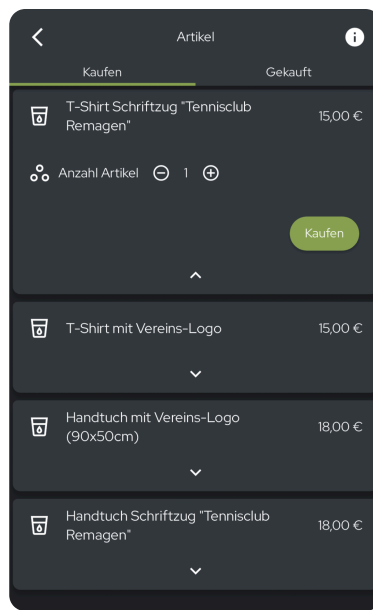 Artikel
Kaufen Gekauft
T-Shirt Schriftzug "Tennisclub
Remagen" 15,00 €
Anzahl Artikel 1
Kaufen
T-Shirt mit Vereins-Logo 15,00 €
Handtuch mit Vereins-Logo
(90x50cm) 18,00 €
Handtuch Schriftzug "Tennisclub
Remagen" 18,00 €